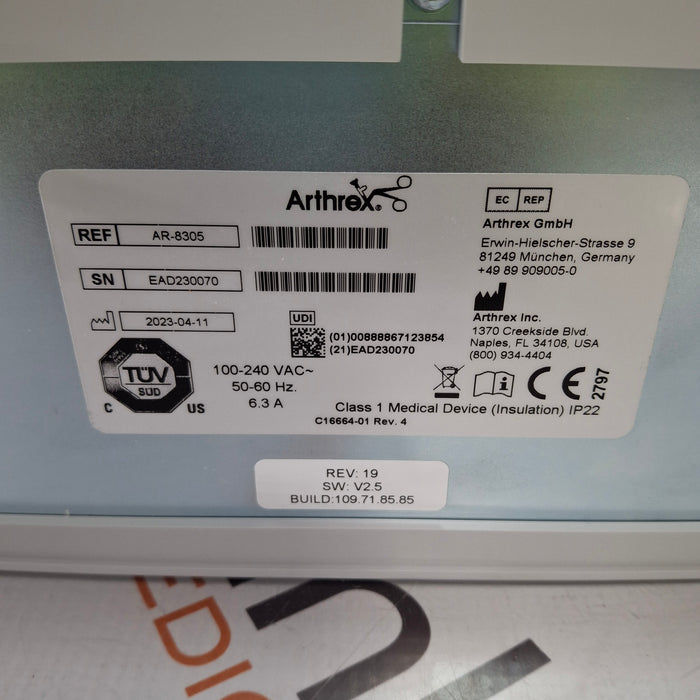 Arthrex®
REF AR-8305
SN EAD230070
2023-04-11
UDI
(01)00888867123854
(21)EAD230070
TÜV
SÜD
C US
100-240 VAC~
50-60 Hz.
6.3 A
EC REP
Arthrex GmbH
Erwin-Hielscher-Strasse 9
81249 München, Germany
+49 89 909005-0
Arthrex Inc.
1370 Creekside Blvd.
Naples, FL 34108, USA
(800) 934-4404
CE 2797
Class 1 Medical Device (Insulation) IP22
C16664-01 Rev. 4
REV: 19
SW: V2.5
BUILD:109.71.85.85
EDIC